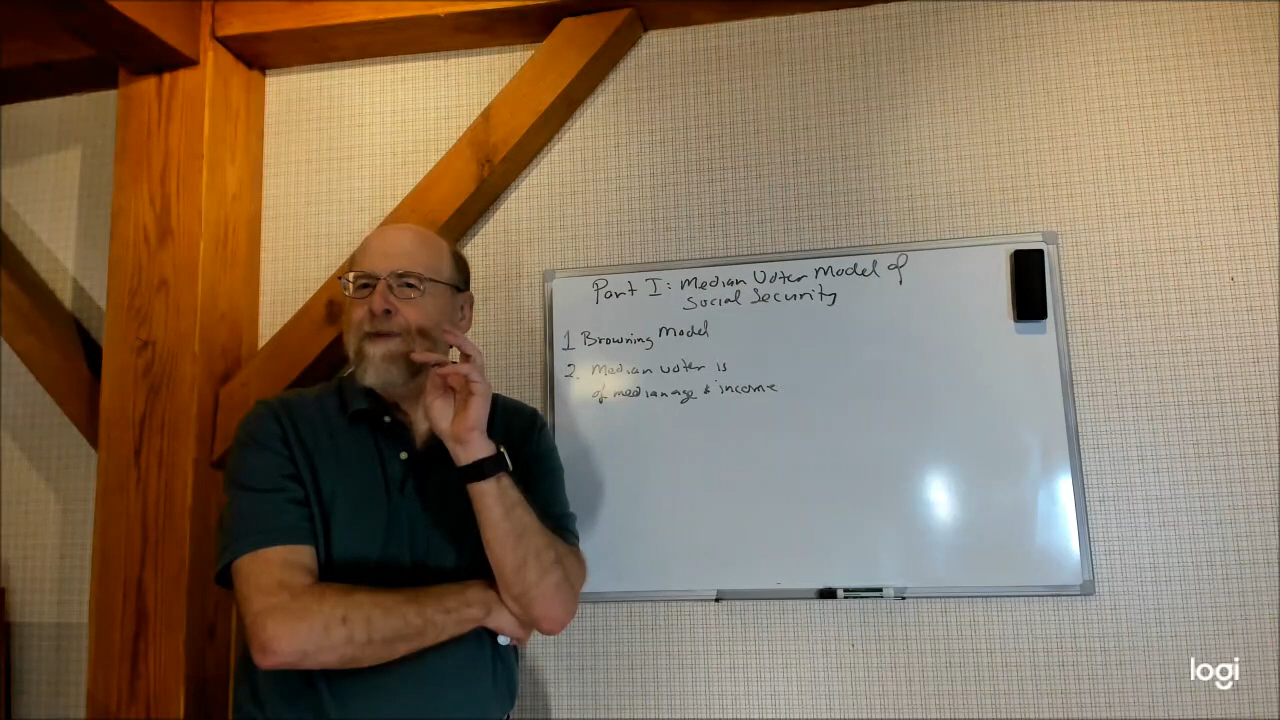 Part I: Median Voter Model of
Social Security
1 Browning Model
2. Median voter is
of median age & income
logi